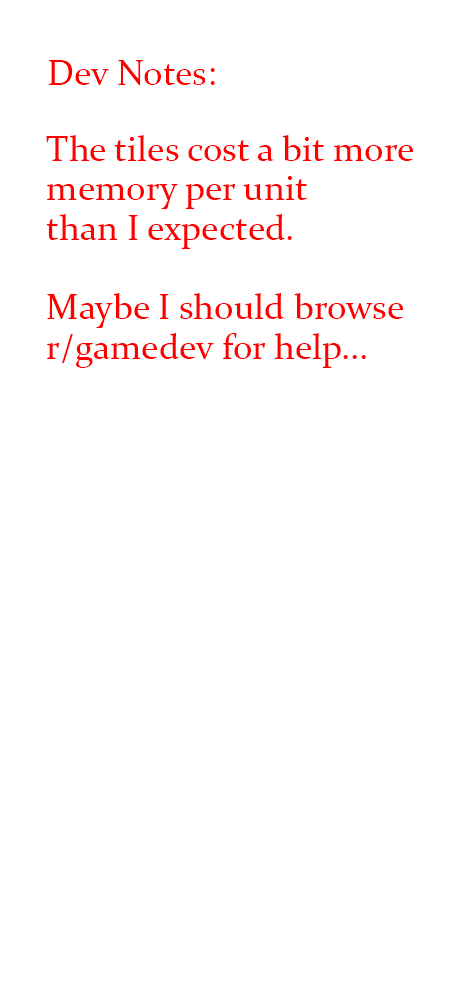 Dev Notes:
The tiles cost a bit more
memory per unit
than I expected.
Maybe I should browse
r/gamedev for help...